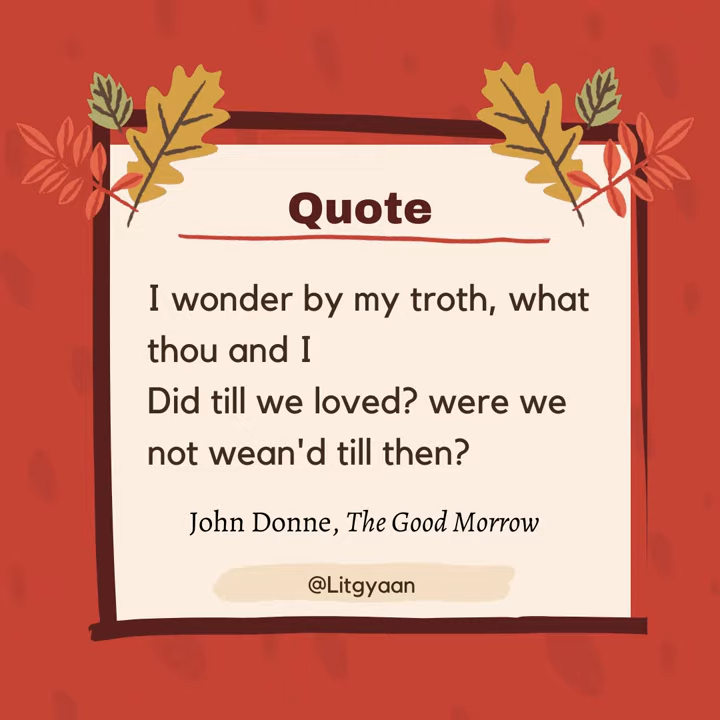 Quote
I wonder by my troth, what
thou and I
Did till we loved? were we
not wean'd till then?
John Donne, The Good Morrow
@Litgyaan